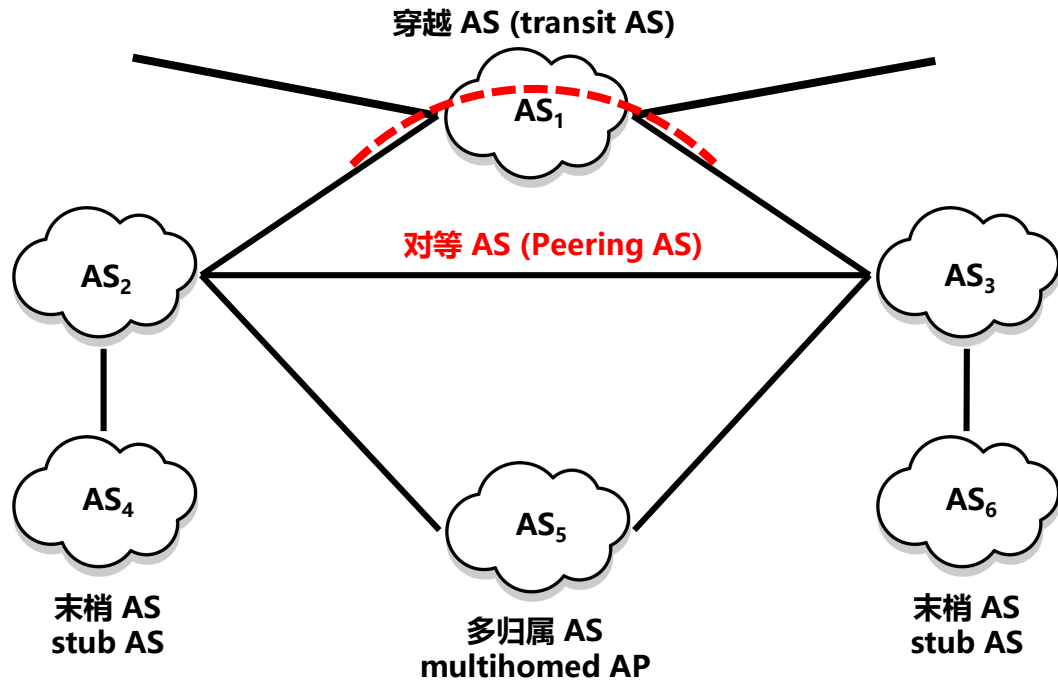 穿越 AS (transit AS)
AS₁
对等 AS (Peering AS)
AS₂
AS₃
AS₄
AS₅
AS₆
末梢 AS
stub AS
多归属 AS
multihomed AP
末梢 AS
stub AS